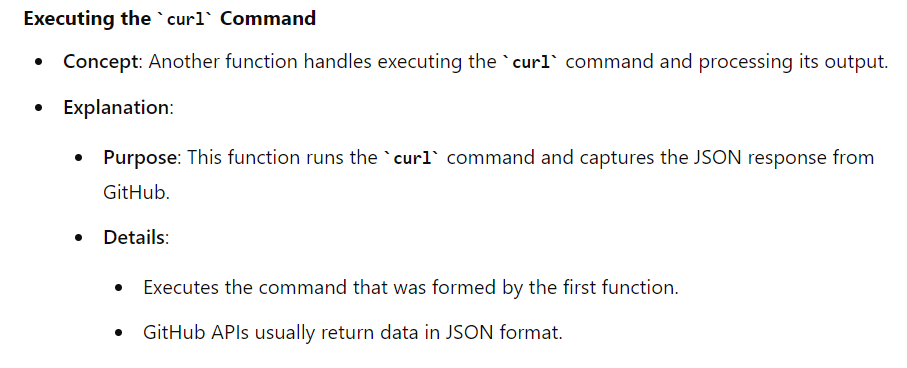 Executing the `curl` Command
• Concept: Another function handles executing the `curl` command and processing its output.
• Explanation:
• Purpose: This function runs the `curl` command and captures the JSON response from
GitHub.
• Details:
• Executes the command that was formed by the first function.
• GitHub APIs usually return data in JSON format.